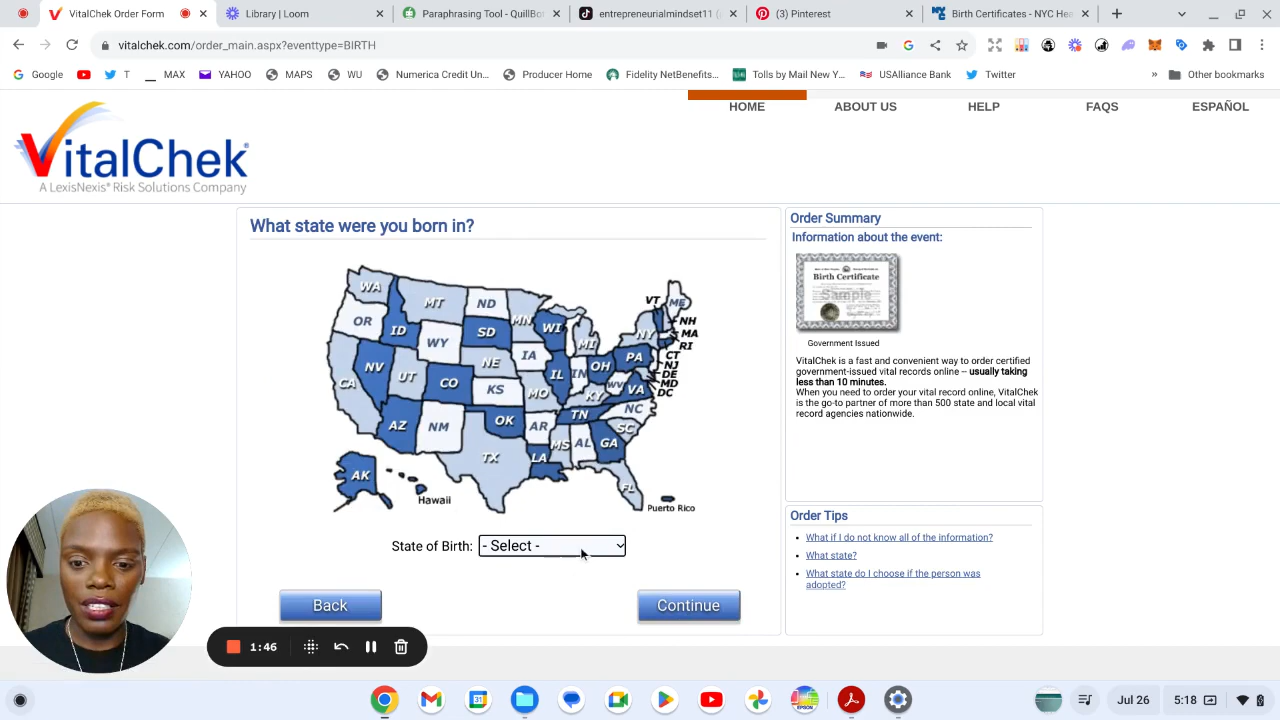 Library |
Launch Meeting - Zoo
Paraphrasing - QuillBot
entrepreneurset11 (@
Pinterest
Birth Certificates - NYC Hea
vitalchek.com/order_main.aspx?eventtype=BIRTH
Google
T
MAX
YAHOO
MAPS
WU
Numerica Credit Un...
Producer Home
Fidelity NetBenefits...
Tolls by Mail New Y...
USAlliance Bank
Twitter
»
Other bookmarks
HOME
ABOUT US
HELP
FAQS
ESPAÑOL
VitalChek®
A LexisNexis® Risk Solutions Company
What state were you born in?
WA
OR
CA
ID
NV
MT
WY
UT
AZ
CO
NM
ND
SD
NE
KS
OK
TX
MN
IA
MO
AR
LA
WI
IL
MI
IN
OH
KY
TN
MS
AL
GA
FL
SC
NC
VA
WV
PA
NY
VT
ME
NH
MA
RI
CT
NJ
DE
MD
DC
AK
Hawaii
Puerto Rico
State of Birth: - Select -
Back
Continue
Order Summary
Information about the event:
Birth Certificate
Sample
Government Issued
VitalChek is a fast and convenient way to order certified
government-issued vital records online -- usually taking
less than 10 minutes.
When you need to order your vital record online, VitalChek
is the go-to partner of more than 500 state and local vital
record agencies nationwide.
Order Tips
What if I do not know all of the information?
What state?
What state do I choose if the person was
adopted?
1:46
Jul 26
5:18